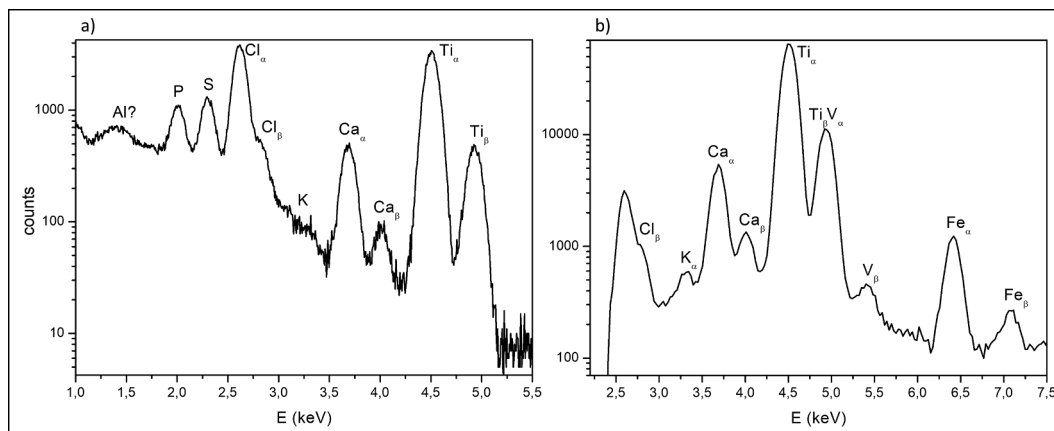 a)
counts
1000
100
10
Al?
P
S
Clα
Clβ
K
Caα
Caβ
Tiα
Tiβ
1,0 1,5 2,0 2,5 3,0 3,5 4,0 4,5 5,0 5,5
E (keV)
b)
10000
1000
100
Clβ
Kα
Caα
Caβ
Tiα
TiβVα
Vβ
Feα
Feβ
2,5 3,0 3,5 4,0 4,5 5,0 5,5 6,0 6,5 7,0 7,5
E (keV)